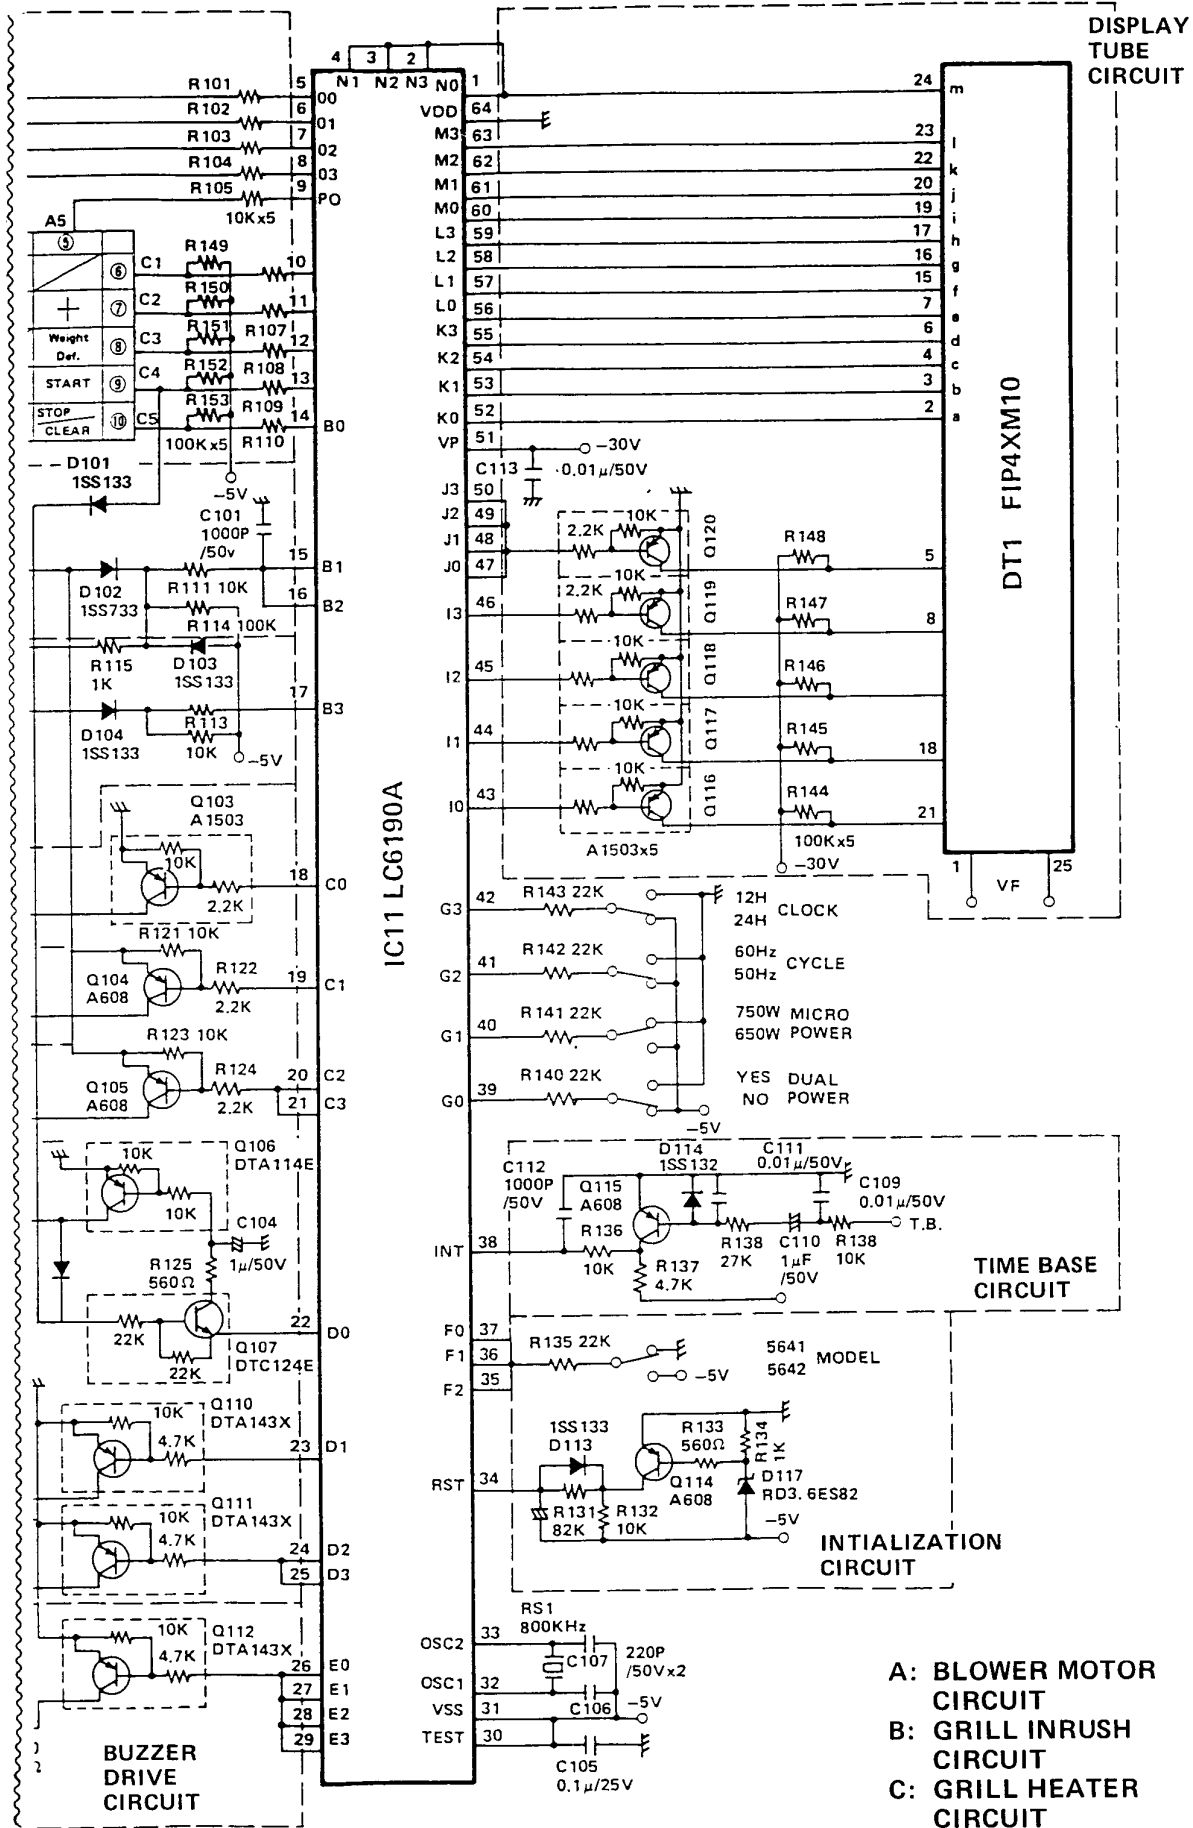 DISPLAY
TUBE
CIRCUIT
4 3 2
N1 N2 N3 N0 1
R101 5 00
R102 6 01
R103 7 02
R104 8 03
R105 9 PO
10Kx5
VDD 64
M3 63
M2 62
M1 61
M0 60
L3 59
L2 58
L1 57
L0 56
K3 55
K2 54
K1 53
K0 52
VP 51
24 m
23 l
22 k
20 j
19 i
17 h
16 g
15 f
7 e
6 d
4 c
3 b
2 a
DT1 FIP4XM10
A5
⑤
⑥ C1 R149 10
+ ⑦ C2 R150 11
R107
Weight
Def. ⑧ C3 R151 12
R108
START ⑨ C4 R152 13
R109
STOP
CLEAR ⑩ C5 R153 14 B0
100Kx5 R110
-5V
D101
1SS133
C101
1000P
/50v
15 B1
16 B2
D102
1SS733
R111 10K
R114 100K
R115
1K
D103
1SS133
17 B3
D104
1SS133
R113
10K
-5V
-30V
C113 0.01μ/50V
J3 50
J2 49
J1 48
J0 47
I3 46
I2 45
I1 44
I0 43
10K
2.2K
Q120
R148
5
10K
2.2K
Q119
R147
8
10K
Q118
R146
10K
Q117
R145
18
10K
Q116
R144
21
A1503x5
100Kx5
-30V
1 VF 25
IC11 LC6190A
Q103
A1503
10K
2.2K
18 C0
R121 10K
Q104
A608
R122
2.2K
19 C1
R123 10K
Q105
A608
R124
2.2K
20 C2
21 C3
G3 42 R143 22K
12H
24H
CLOCK
G2 41 R142 22K
60Hz
50Hz
CYCLE
G1 40 R141 22K
750W MICRO
650W POWER
G0 39 R140 22K
YES DUAL
NO POWER
-5V
Q106
DTA114E
10K
10K
C104
1μ/50V
R125
560Ω
22K
22K
22 D0
Q107
DTC124E
C112
1000P
/50V
Q115
A608
D114
1SS132
C111
0.01μ/50V
C109
0.01μ/50V
T.B.
INT 38
R136
10K
R137
4.7K
R138
27K
C110
1μF
/50V
R138
10K
TIME BASE
CIRCUIT
F0 37
F1 36
F2 35
R135 22K
-5V
5641
5642
MODEL
Q110
DTA143X
10K
4.7K
23 D1
Q111
DTA143X
10K
4.7K
24 D2
25 D3
RST 34
1SS133
D113
R131
82K
R132
10K
R133
560Ω
Q114
A608
R134
1K
D117
RD3.6ES82
-5V
INTIALIZATION
CIRCUIT
Q112
DTA143X
10K
4.7K
26 E0
27 E1
28 E2
29 E3
BUZZER
DRIVE
CIRCUIT
RS1
800KHz
OSC2 33
OSC1 32
VSS 31
TEST 30
C107
C106
220P
/50Vx2
-5V
C105
0.1μ/25V
A: BLOWER MOTOR
CIRCUIT
B: GRILL INRUSH
CIRCUIT
C: GRILL HEATER
CIRCUIT